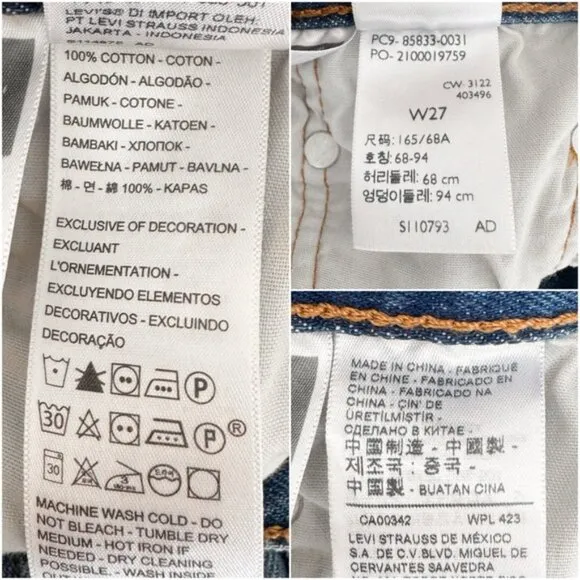 LEVI'S® DI IMPORT OLEH:
PT LEVI STRAUSS INDONESIA
JAKARTA - INDONESIA
AD
100% COTTON - COTON -
ALGODÓN - ALGODÃO -
PAMUK - COTONE -
BAUMWOLLE - KATOEN -
BAMBAKI - ХЛОПОК -
BAWEŁNA - PAMUT - BAVLNA -
棉 - 면 - 綿 100% - KAPAS
EXCLUSIVE OF DECORATION -
EXCLUANT
L'ORNEMENTATION -
EXCLUYENDO ELEMENTOS
DECORATIVOS - EXCLUINDO
DECORAÇÃO
P
30 P ®
30 3
MACHINE WASH COLD - DO
NOT BLEACH - TUMBLE DRY
MEDIUM - HOT IRON IF
NEEDED - DRY CLEANING
POSSIBLE. - WASH INSIDE
PC9- 85833-0031
PO- 2100019759
CW- 3122
403496
W27
尺码: 165/68A
호칭: 68-94
허리둘레: 68 cm
엉덩이둘레: 94 cm
S110793 AD
MADE IN CHINA - FABRIQUÉ
EN CHINE - FABRICADO EN
CHINA - FABRICADO NA
CHINA - ÇIN' DE
ÜRETILMIŞTIR -
СДЕЛАНО В КИТАЕ -
中國制造 - 中國製 -
제조국: 중국 -
中國製 - BUATAN CINA
CA00342 WPL 423
LEVI STRAUSS DE MÉXICO
S.A. DE C.V. BLVD. MIGUEL DE
CERVANTES SAAVEDRA